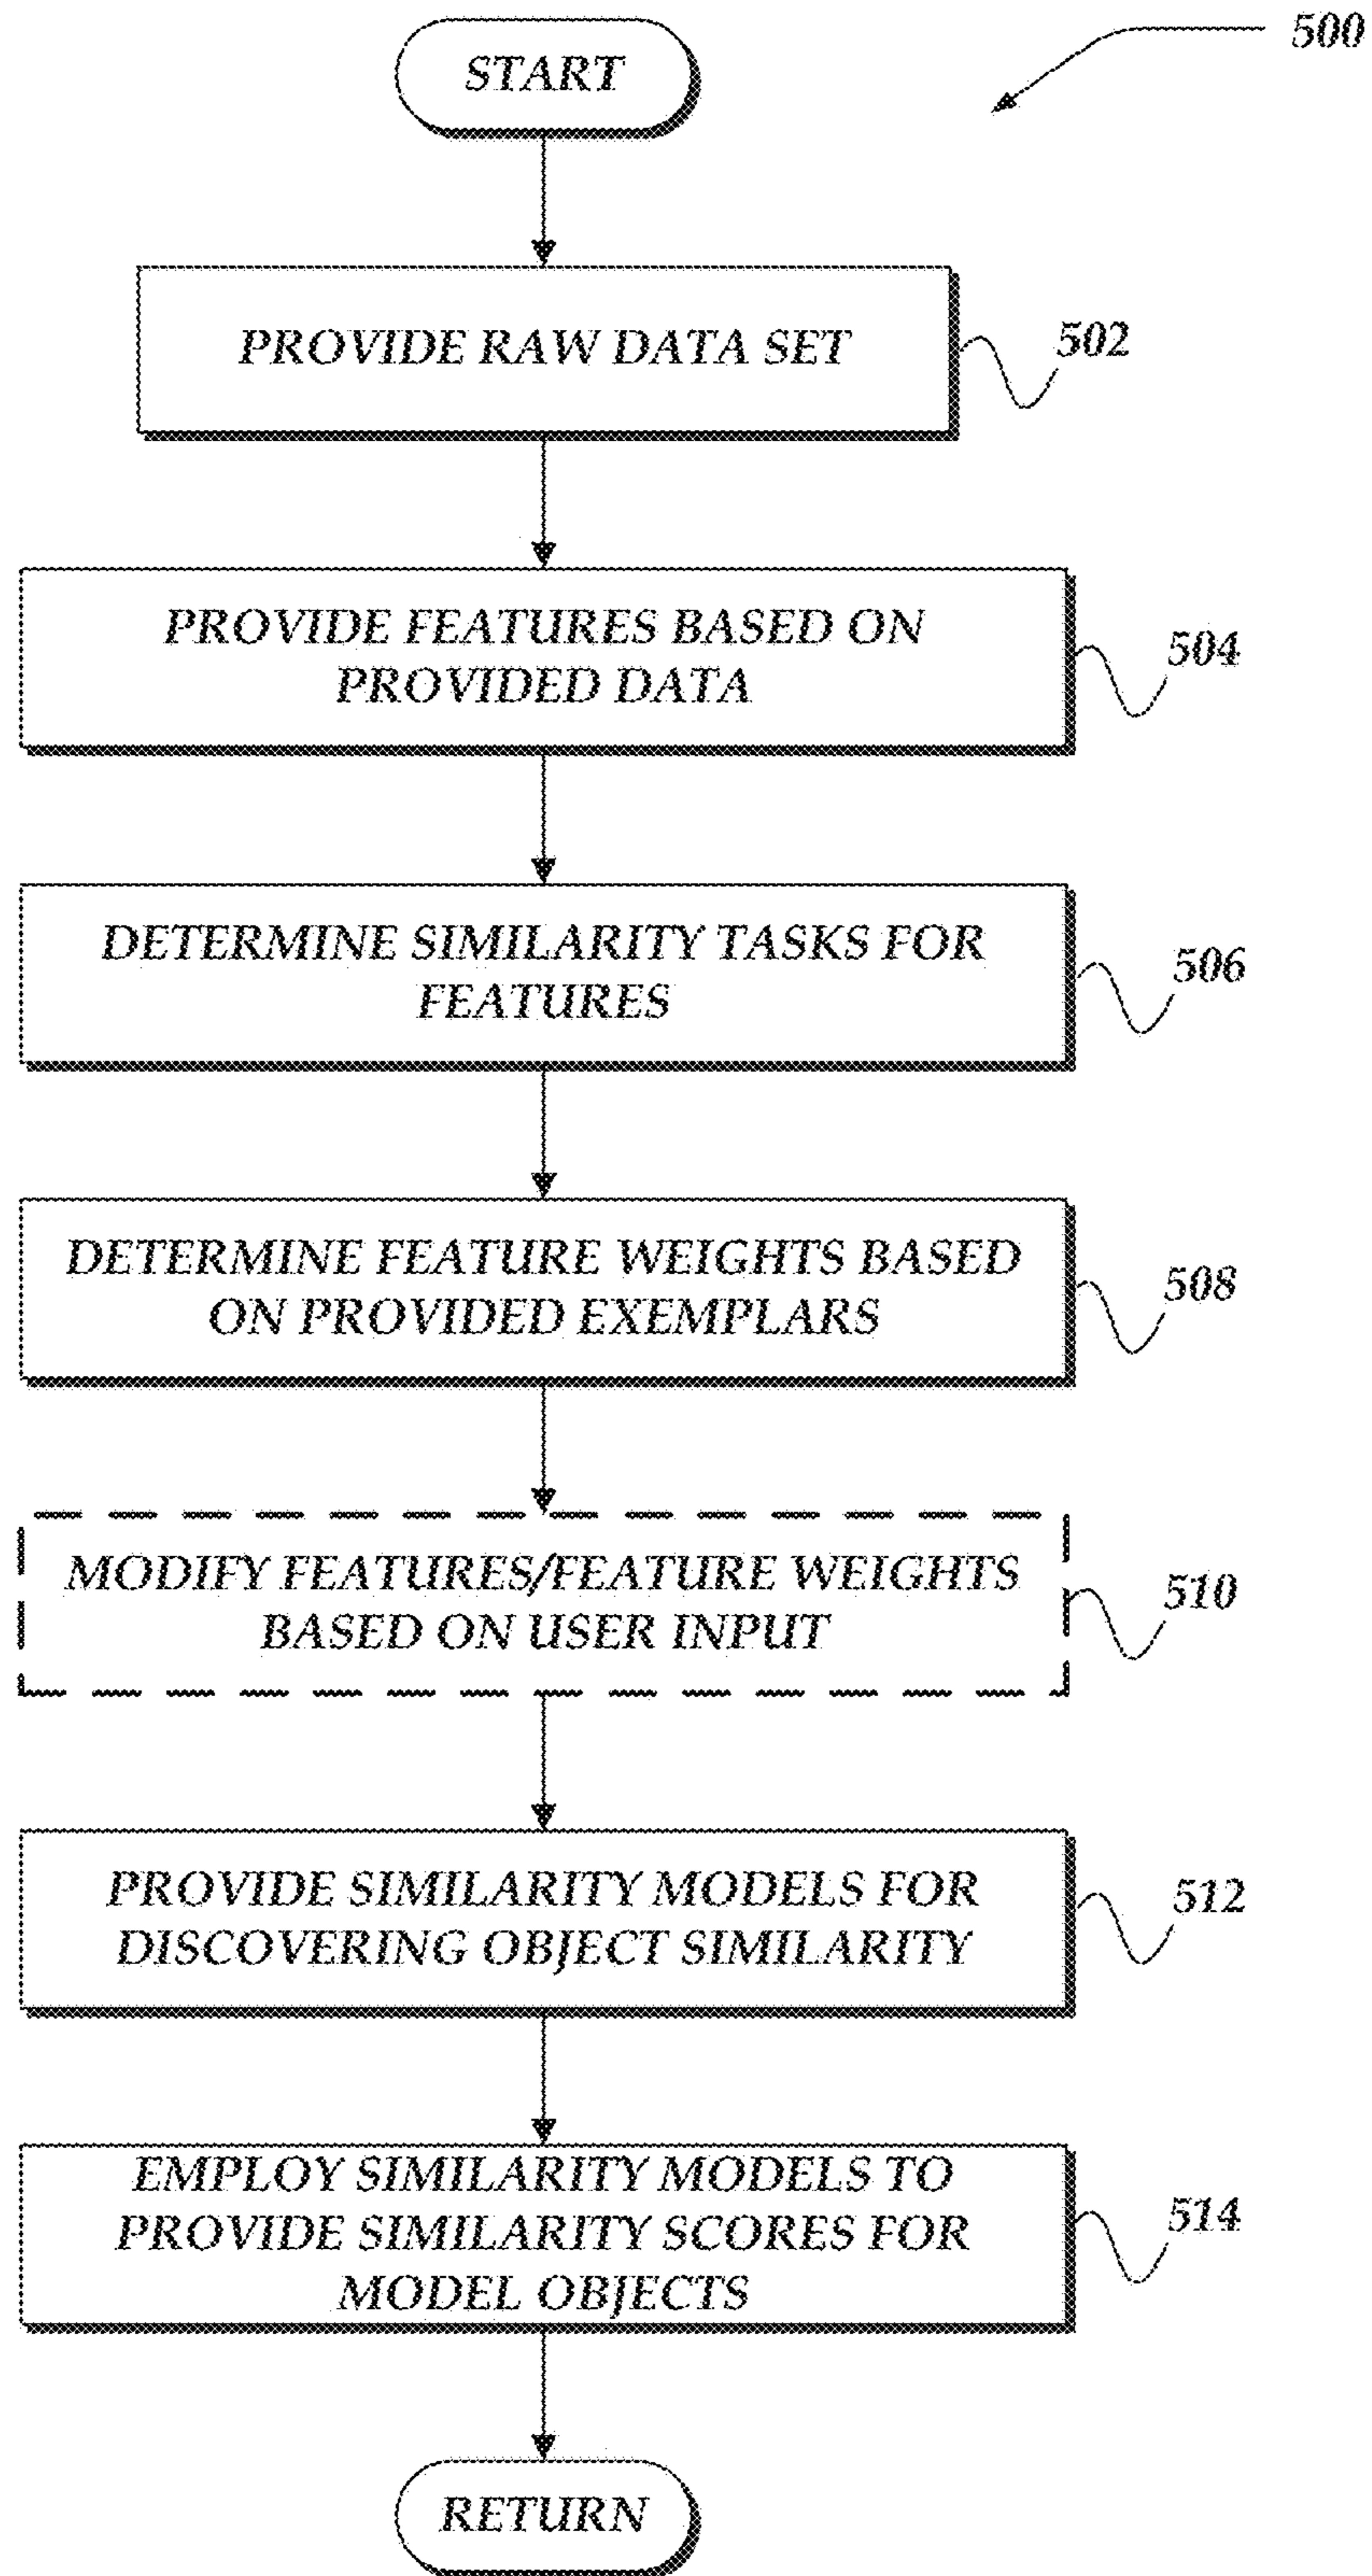 500
START
PROVIDE RAW DATA SET
502
PROVIDE FEATURES BASED ON
PROVIDED DATA
504
DETERMINE SIMILARITY TASKS FOR
FEATURES
506
DETERMINE FEATURE WEIGHTS BASED
ON PROVIDED EXEMPLARS
508
MODIFY FEATURES/FEATURE WEIGHTS
BASED ON USER INPUT
510
PROVIDE SIMILARITY MODELS FOR
DISCOVERING OBJECT SIMILARITY
512
EMPLOY SIMILARITY MODELS TO
PROVIDE SIMILARITY SCORES FOR
MODEL OBJECTS
514
RETURN